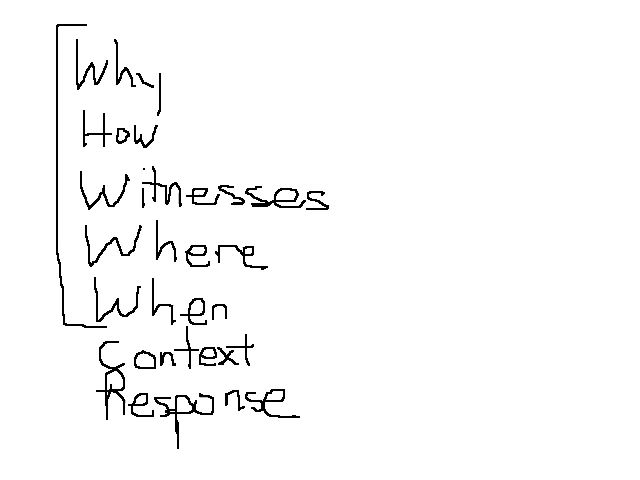 Why
How
Witnesses
Where
When
Context
Response